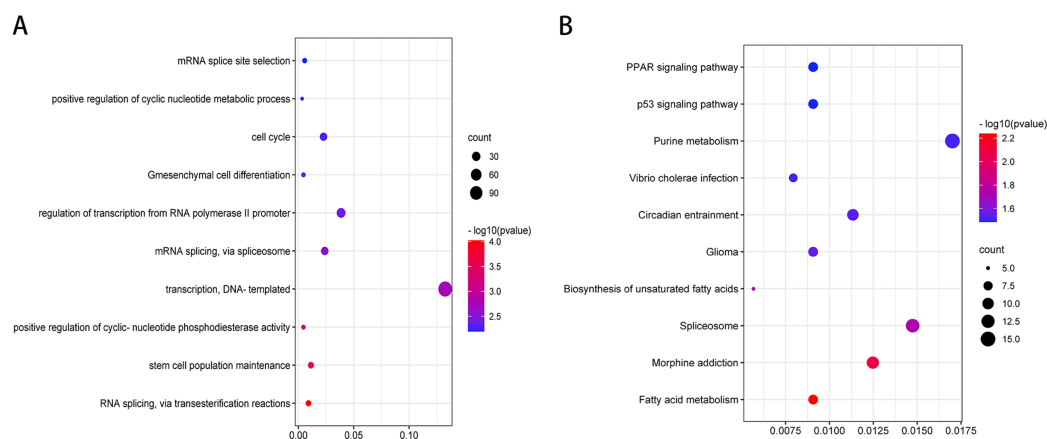 A
mRNA splice site selection
positive regulation of cyclic nucleotide metabolic process
cell cycle
Gmesenchymal cell differentiation
regulation of transcription from RNA polymerase II promoter
mRNA splicing, via spliceosome
transcription, DNA- templated
positive regulation of cyclic- nucleotide phosphodiesterase activity
stem cell population maintenance
RNA splicing, via transesterification reactions
0.00 0.05 0.10
count
30
60
90
- log10(pvalue)
4.0
3.5
3.0
2.5
B
PPAR signaling pathway
p53 signaling pathway
Purine metabolism
Vibrio cholerae infection
Circadian entrainment
Glioma
Biosynthesis of unsaturated fatty acids
Spliceosome
Morphine addiction
Fatty acid metabolism
0.0075 0.0100 0.0125 0.0150 0.0175
- log10(pvalue)
2.2
2.0
1.8
1.6
count
5.0
7.5
10.0
12.5
15.0